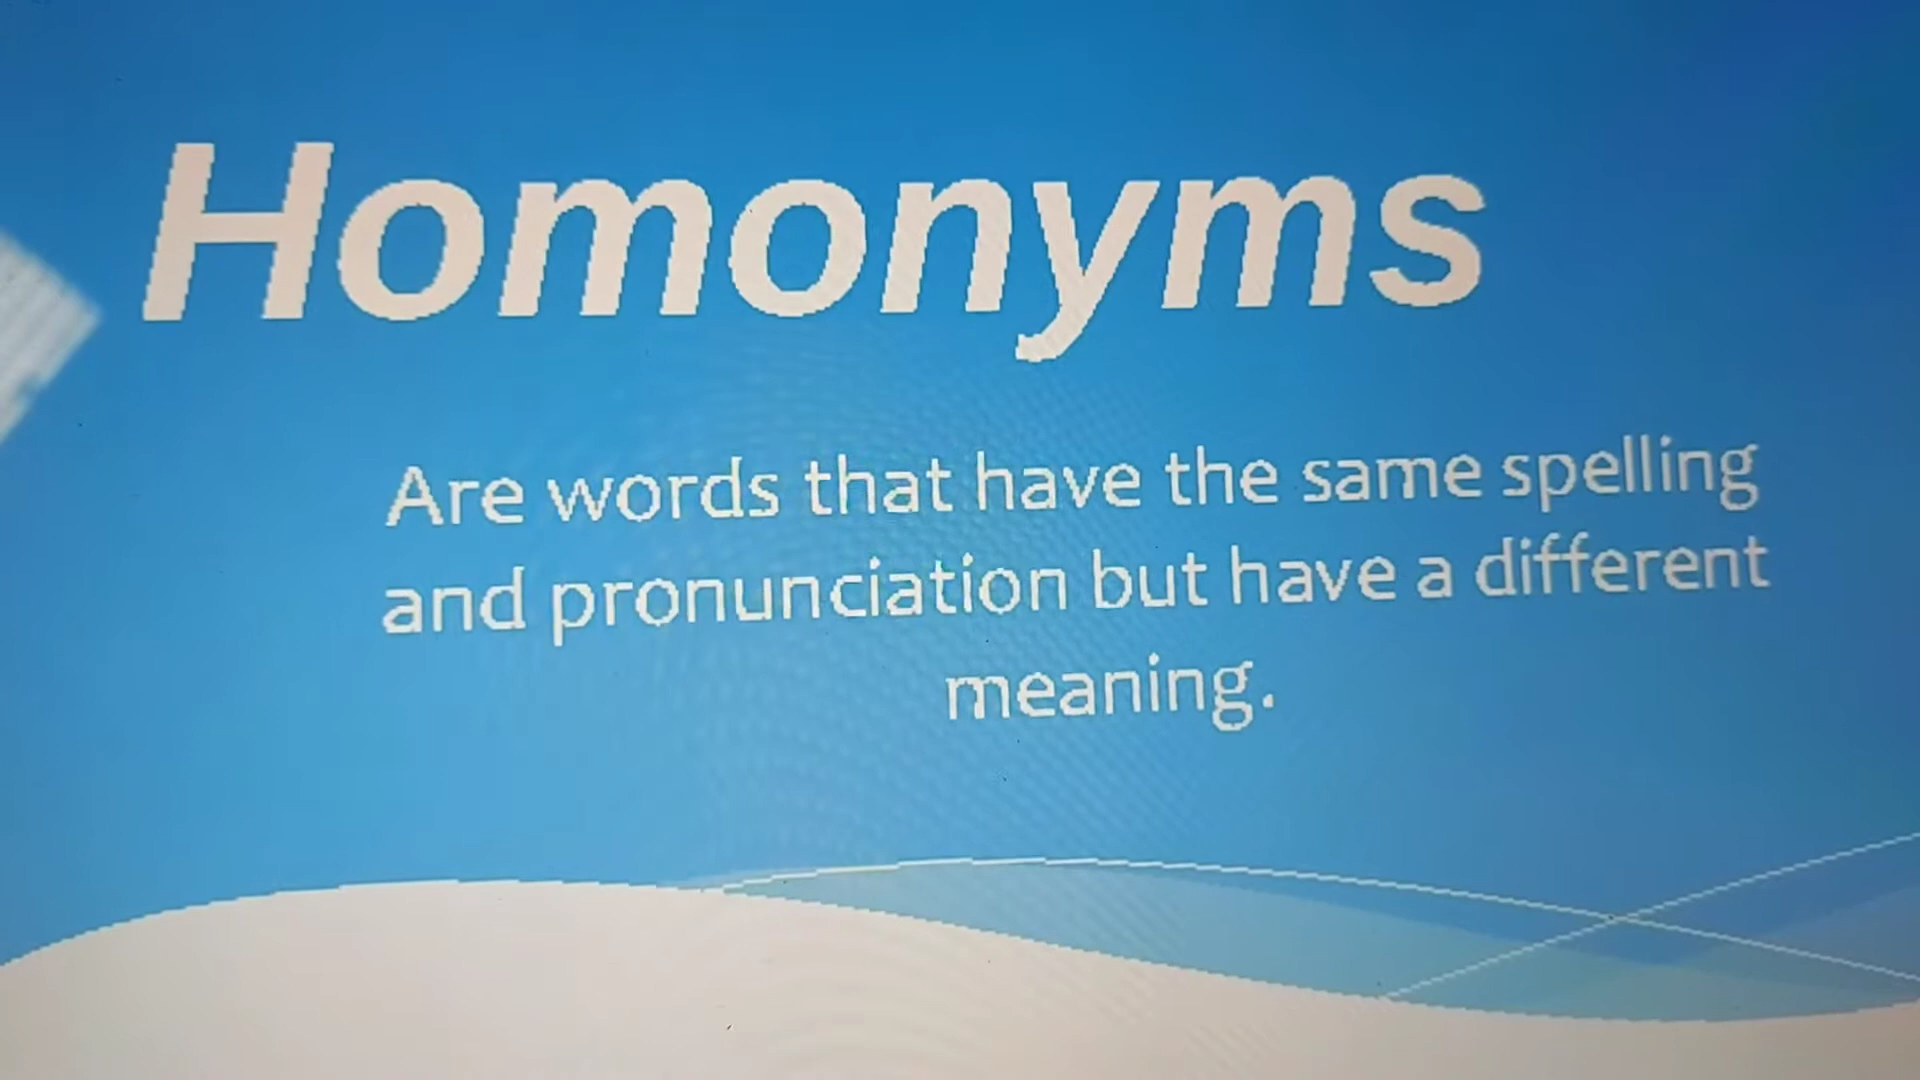 Homonyms
Are words that have the same spelling
and pronunciation but have a different
meaning.